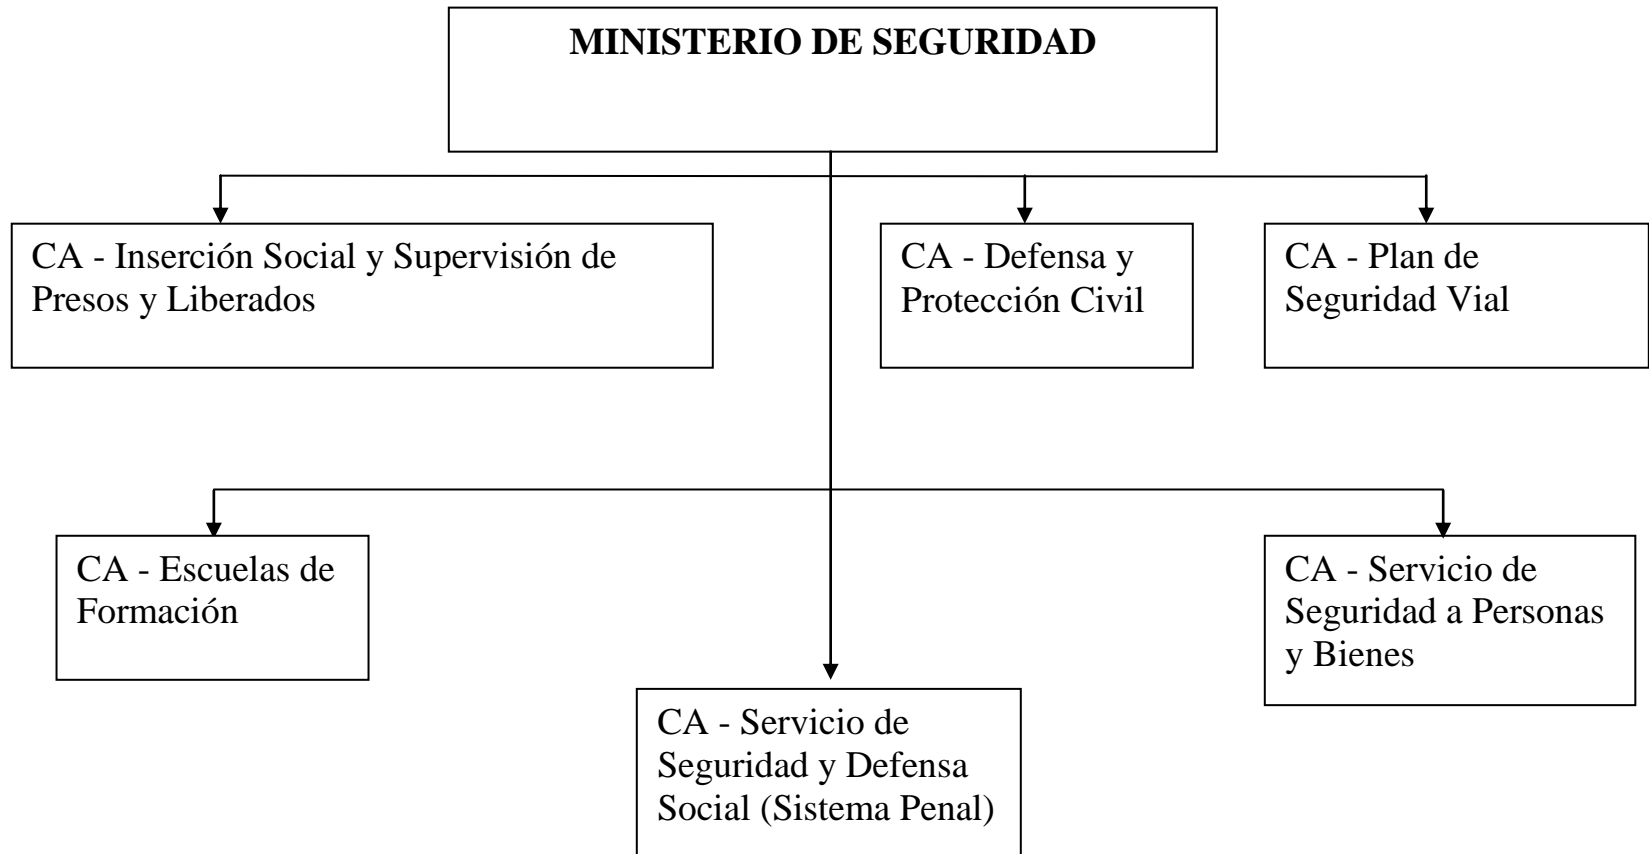 MINISTERIO DE SEGURIDAD
CA - Inserción Social y Supervisión de
Presos y Liberados
CA - Defensa y
Protección Civil
CA - Plan de
Seguridad Vial
CA - Escuelas de
Formación
CA - Servicio de
Seguridad a Personas
y Bienes
CA - Servicio de
Seguridad y Defensa
Social (Sistema Penal)